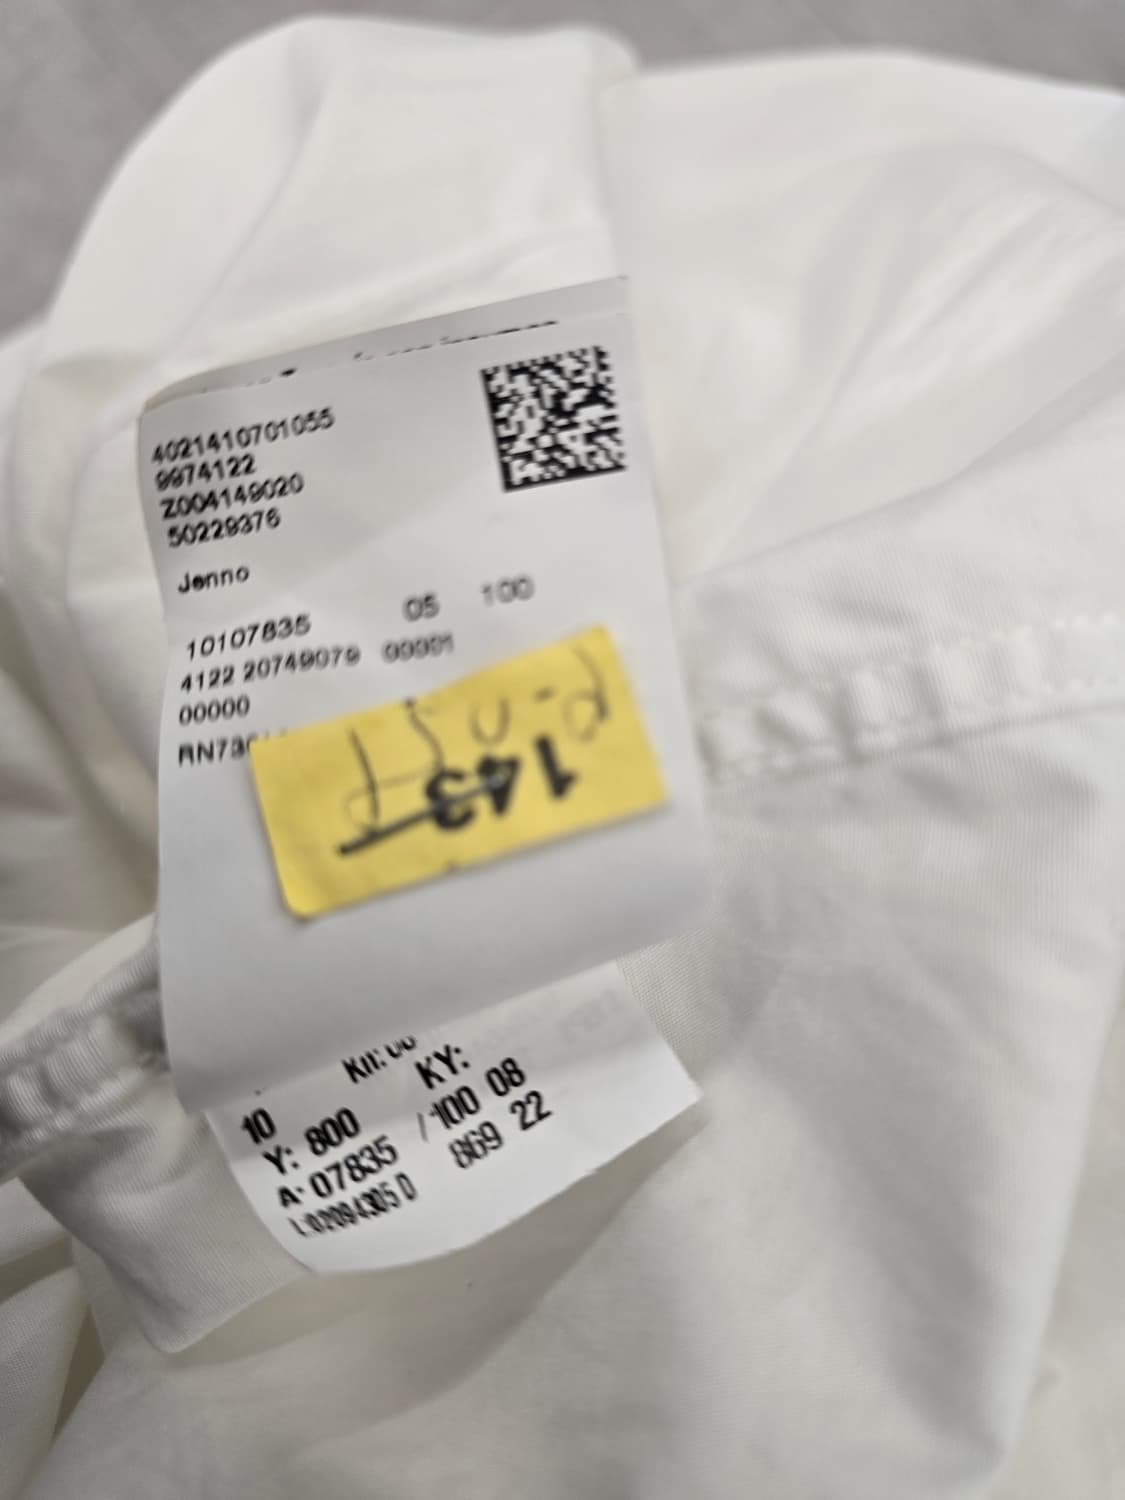 4021410701055
9974122
Z004149020
50229376
Jenno
10107835 05 100
4122 20749079 00001
00000
143
10 KY:
Y: 800 /100 08
A: 07835 869 22